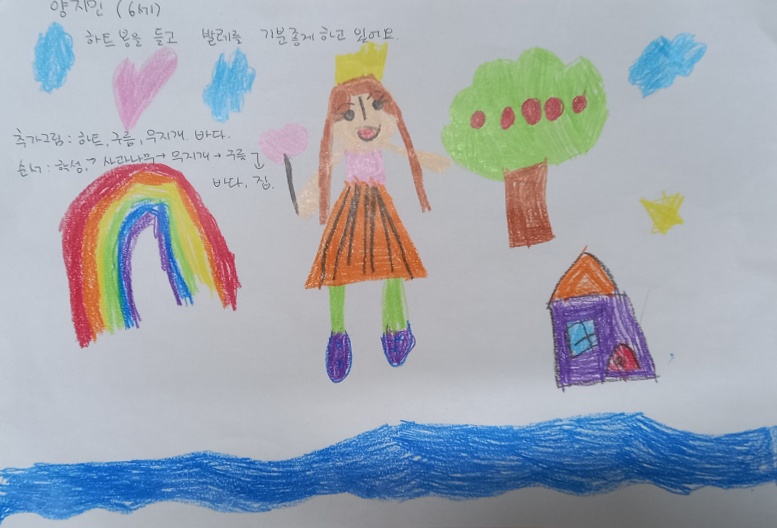 양지인 (6세)
하트봉을 들고 발레를 기분좋게 하고 있어요
추가그림 : 하트, 구름, 무지개. 바다.
순서 : 학성, → 사과나무 → 무지개 → 구름
바다, 집.